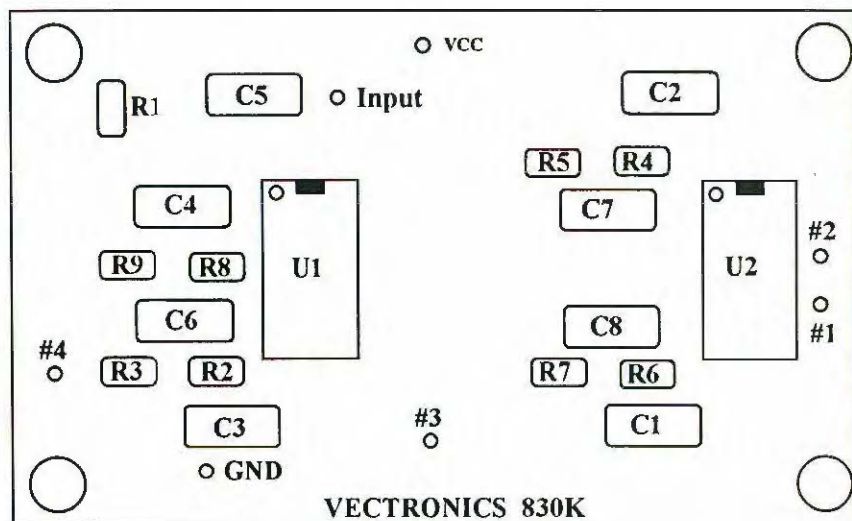 VCC
R1
C5
Input
C2
R5
R4
C4
C7
#2
R9
R8
U1
U2
C6
C8
#1
#4
R3
R2
R7
R6
C3
#3
C1
GND
VECTRONICS 830K